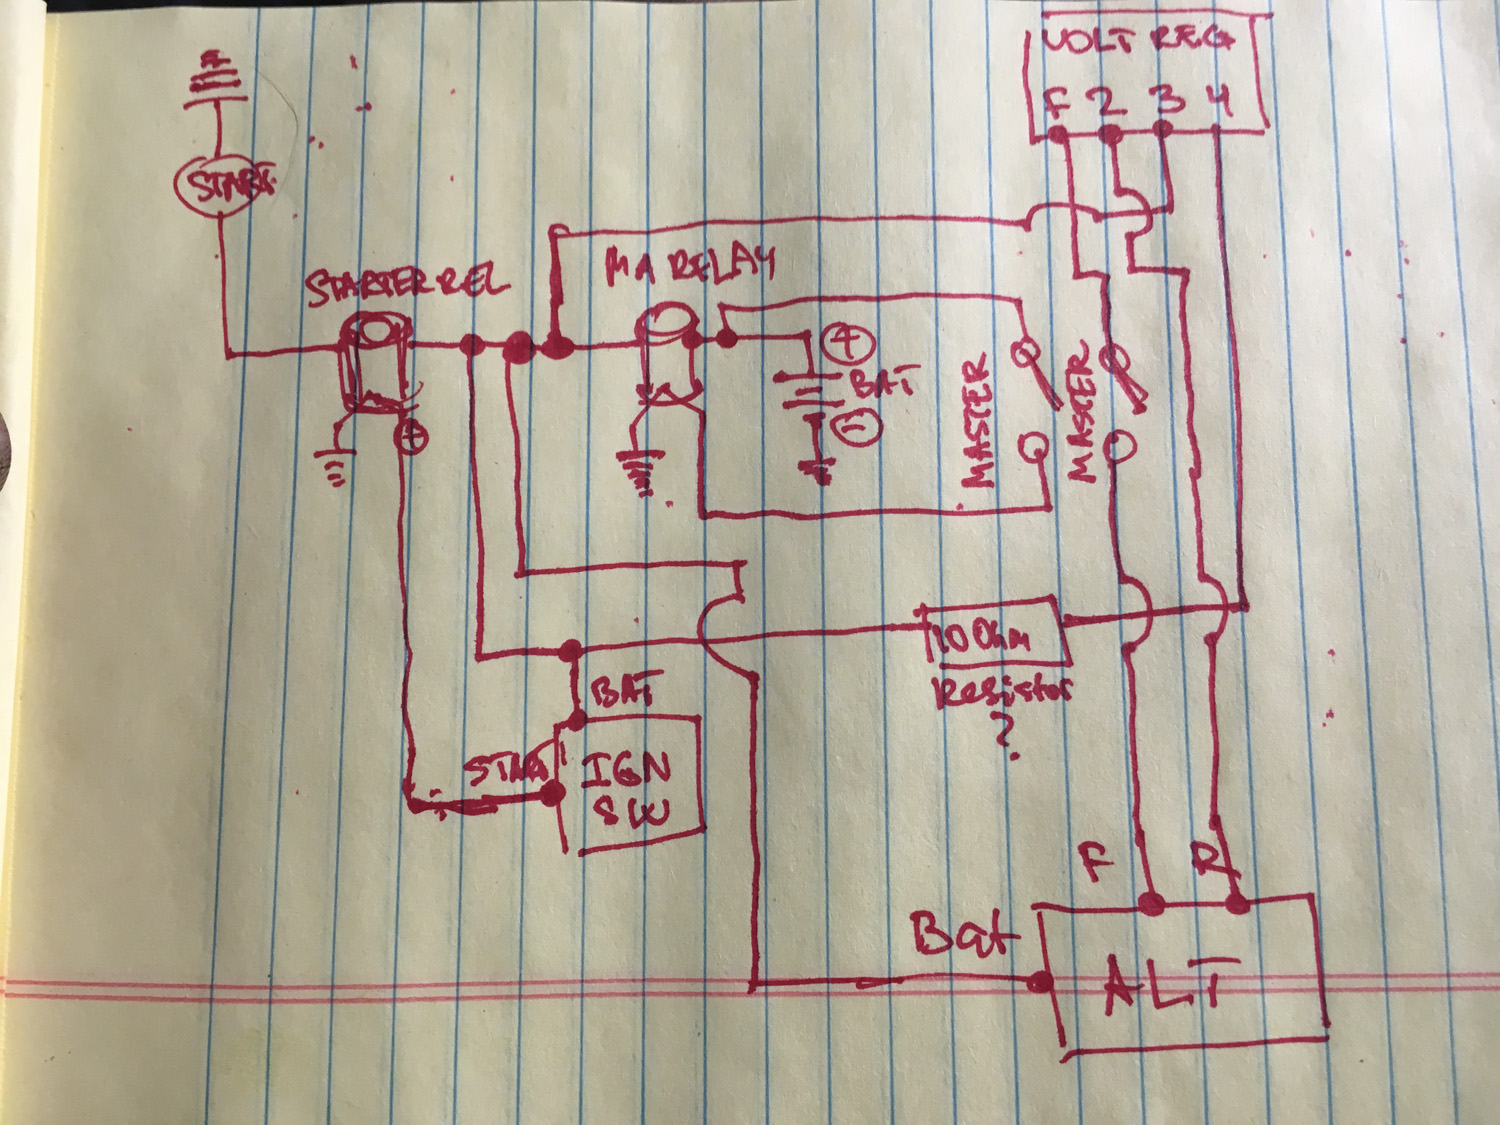 VOLT REG
F 2 3 4
START
STARTER REL
MA RELAY
+
BAT
-
MASTER
MASTER
+
10 Ohm
Resistor
?
BAT
START
IGN
SW
F
R
Bat
ALT